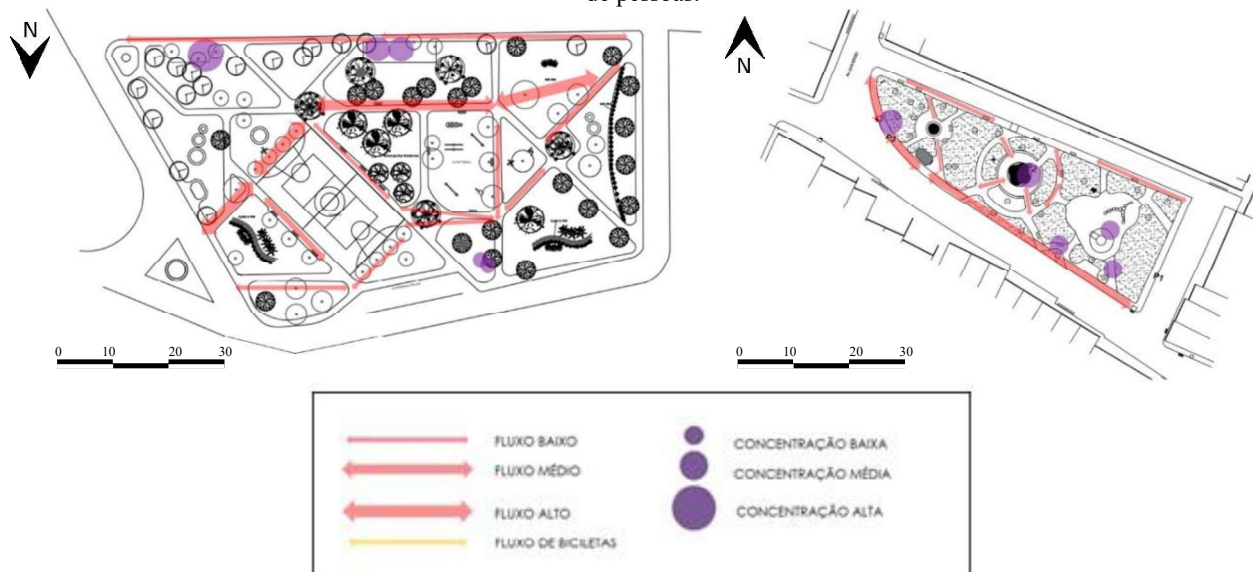 de pessoas.
N
N
0 10 20 30
0 10 20 30
FLUXO BAIXO
FLUXO MÉDIO
FLUXO ALTO
FLUXO DE BICILETAS
CONCENTRAÇÃO BAIXA
CONCENTRAÇÃO MÉDIA
CONCENTRAÇÃO ALTA